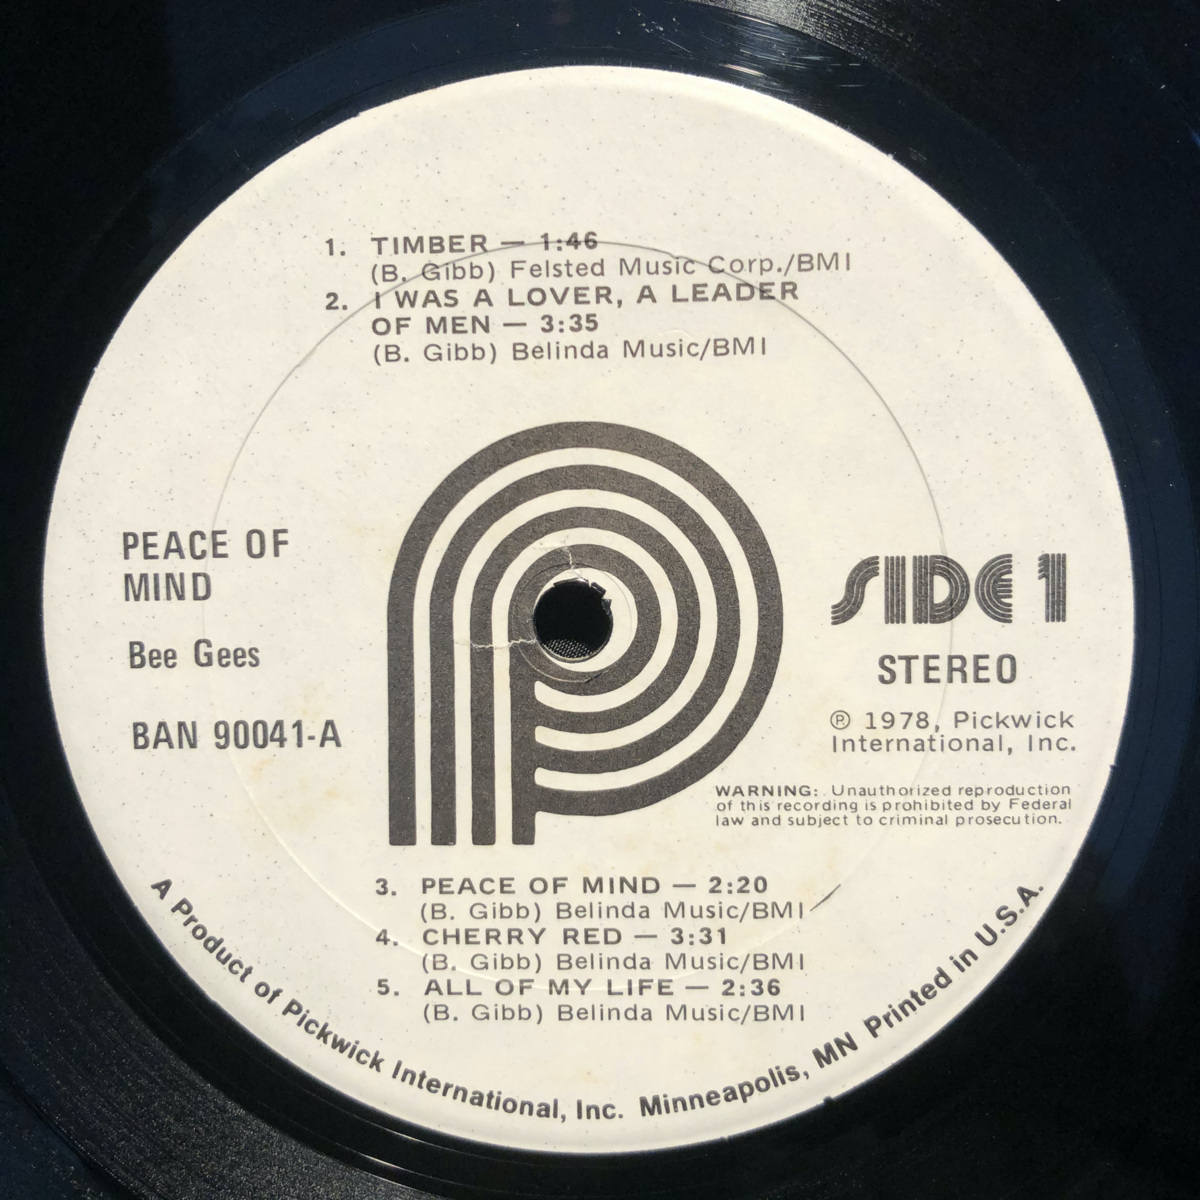 1. TIMBER — 1:46
(B. Gibb) Felsted Music Corp./BMI
2. I WAS A LOVER, A LEADER
OF MEN — 3:35
(B. Gibb) Belinda Music/BMI
PEACE OF
MIND
Bee Gees
BAN 90041-A
SIDE 1
STEREO
℗ 1978, Pickwick
International, Inc.
WARNING: Unauthorized reproduction
of this recording is prohibited by Federal
law and subject to criminal prosecution.
3. PEACE OF MIND — 2:20
(B. Gibb) Belinda Music/BMI
4. CHERRY RED — 3:31
(B. Gibb) Belinda Music/BMI
5. ALL OF MY LIFE — 2:36
(B. Gibb) Belinda Music/BMI
A Product of Pickwick International, Inc. Minneapolis, MN Printed in U.S.A.